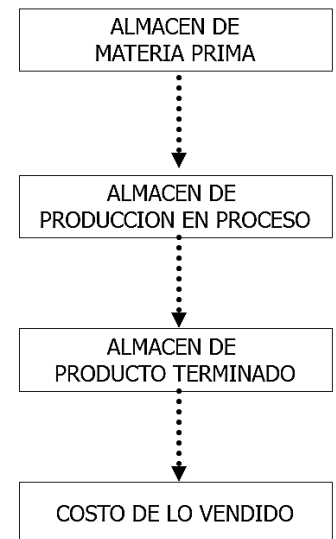 ALMACEN DE
MATERIA PRIMA
ALMACEN DE
PRODUCCION EN PROCESO
ALMACEN DE
PRODUCTO TERMINADO
COSTO DE LO VENDIDO